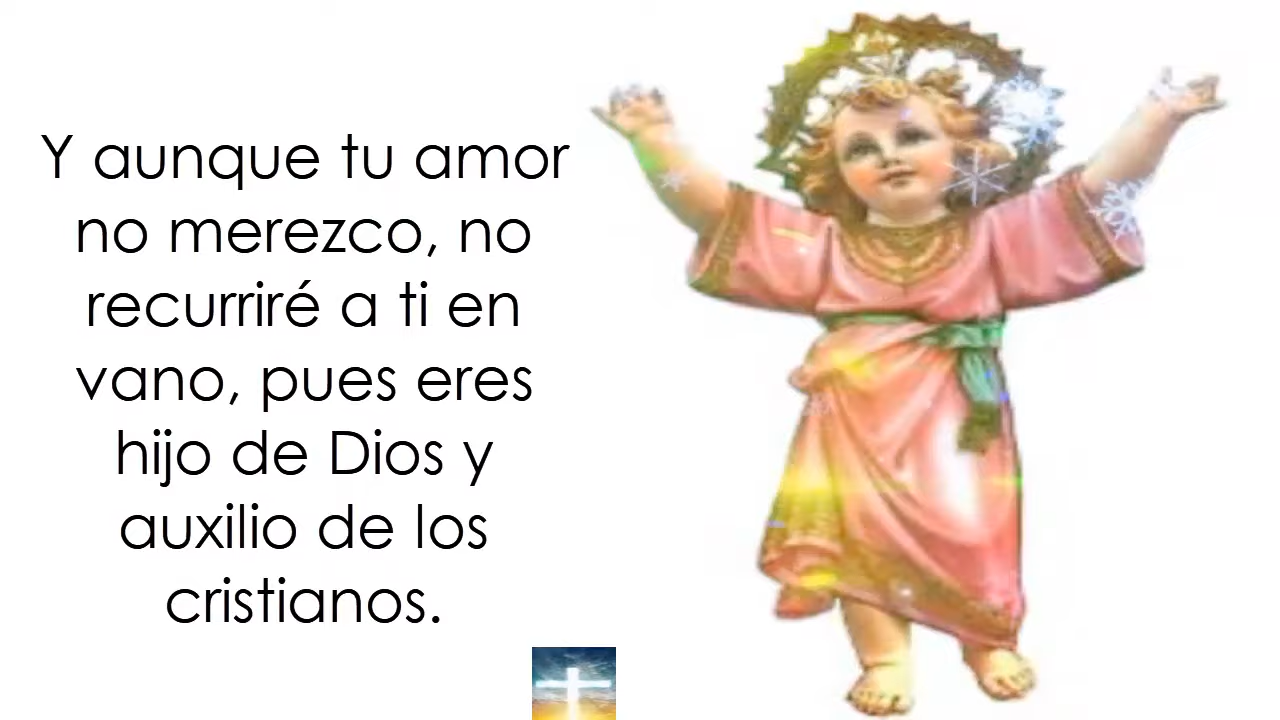 Y aunque tu amor
no merezco, no
recurriré a ti en
vano, pues eres
hijo de Dios y
auxilio de los
cristianos.